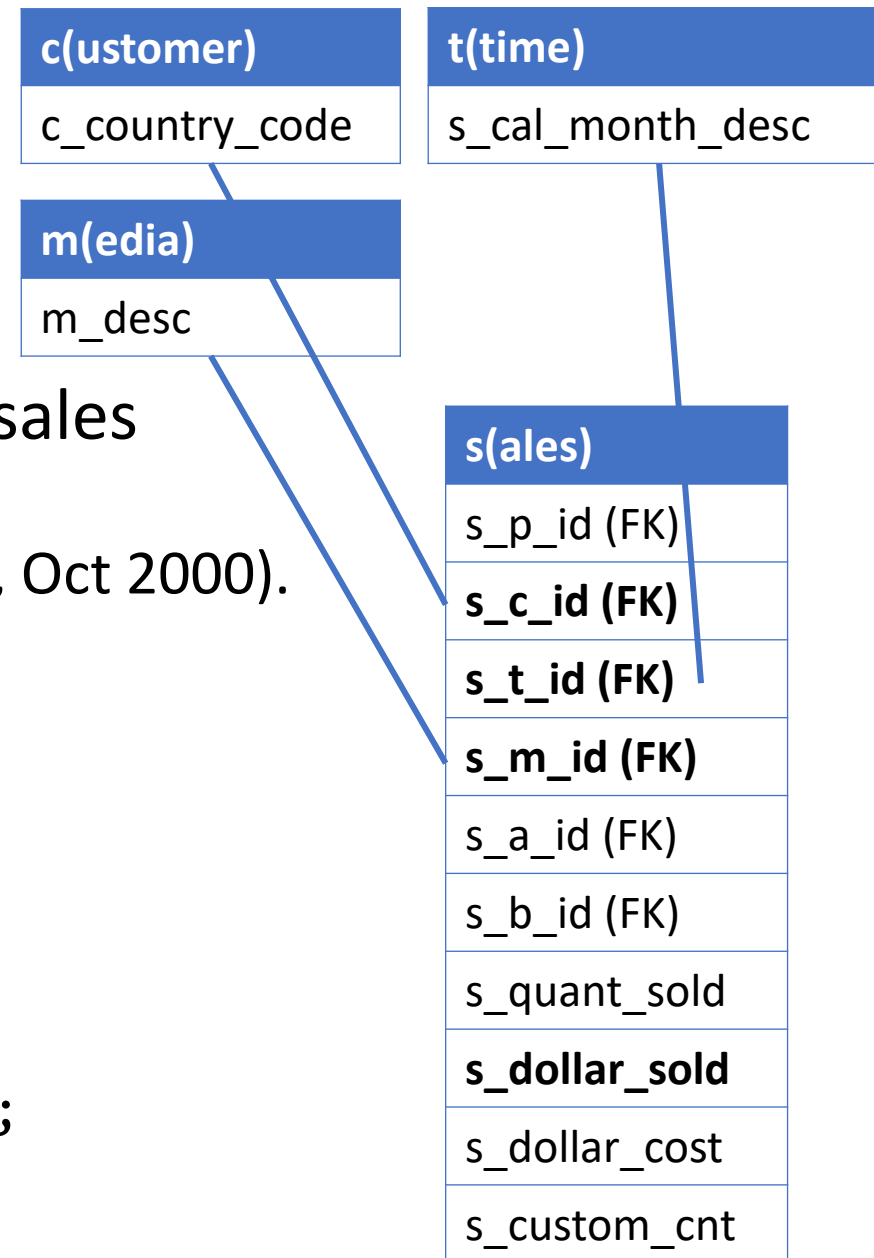 c(ustomer)
c_country_code
t(time)
s_cal_month_desc
m(edia)
m_desc
sales
, Oct 2000).
;
s(ales)
s_p_id (FK)
s_c_id (FK)
s_t_id (FK)
s_m_id (FK)
s_a_id (FK)
s_b_id (FK)
s_quant_sold
s_dollar_sold
s_dollar_cost
s_custom_cnt